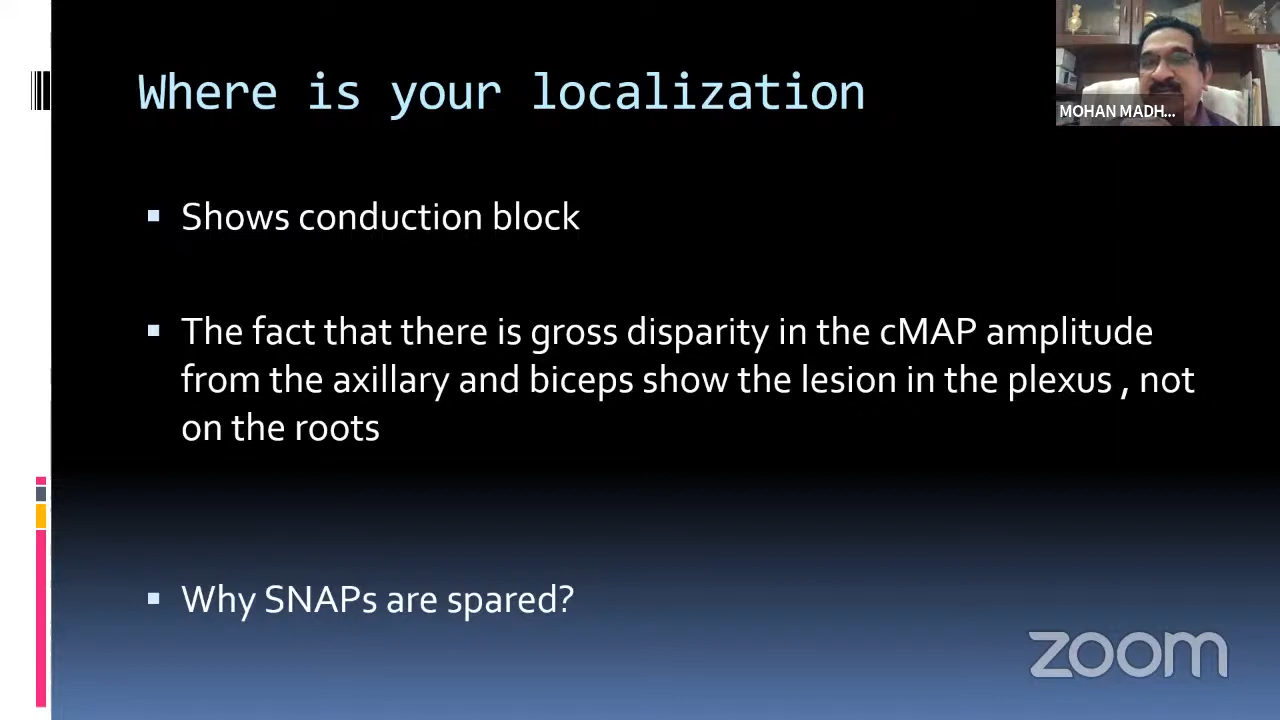 Where is your localization
MOHAN MADH...
Shows conduction block
The fact that there is gross disparity in the cMAP amplitude
from the axillary and biceps show the lesion in the plexus , not
on the roots
Why SNAPs are spared?
zoom